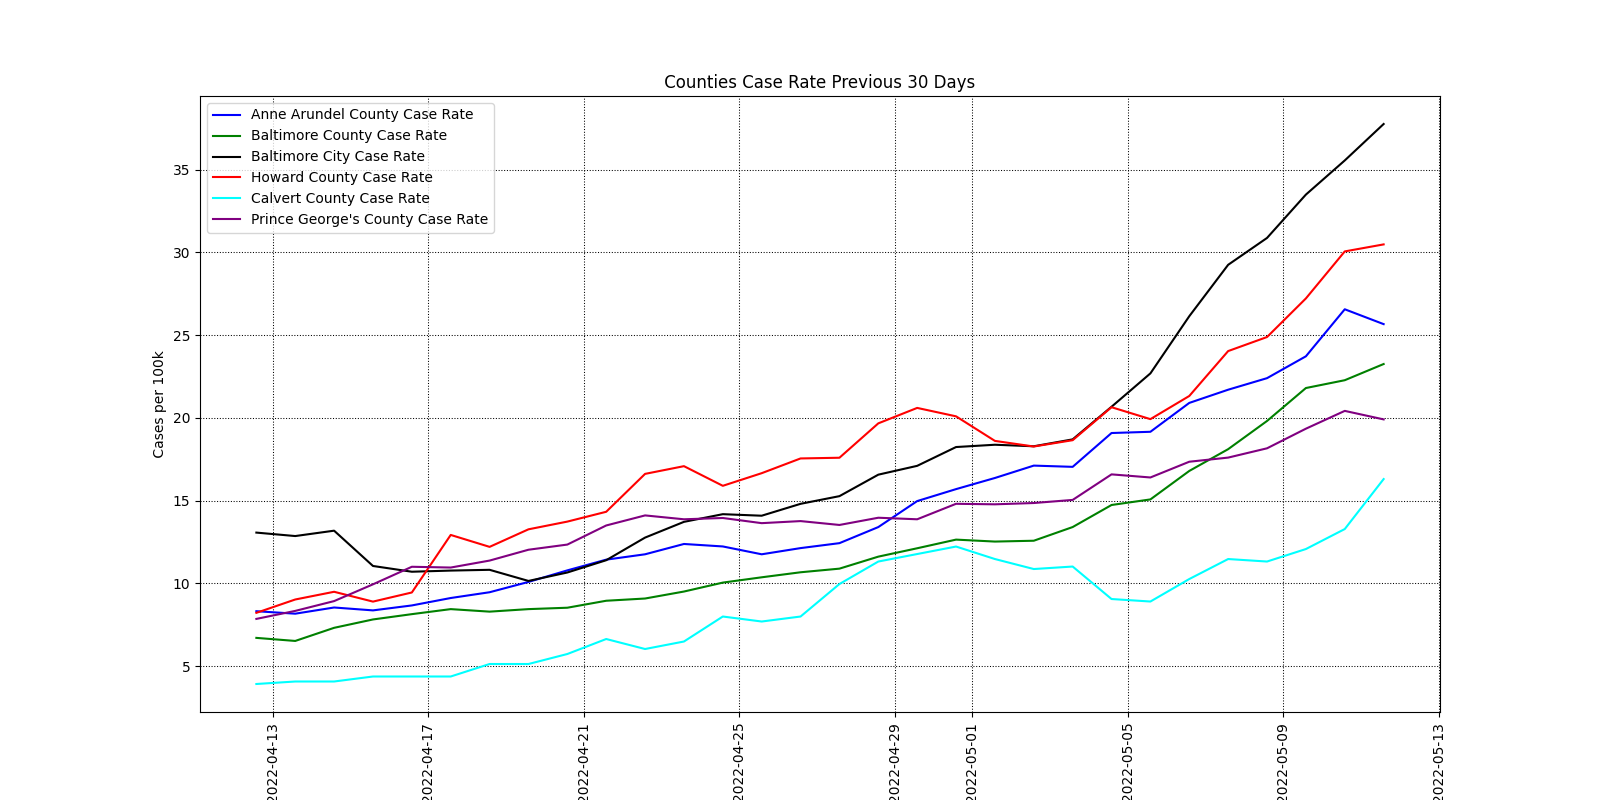 Counties Case Rate Previous 30 Days
Anne Arundel County Case Rate
Baltimore County Case Rate
Baltimore City Case Rate
Howard County Case Rate
Calvert County Case Rate
Prince George's County Case Rate
Cases per 100k
35
30
25
20
15
10
5
2022-04-13
2022-04-17
2022-04-21
2022-04-25
2022-04-29
2022-05-01
2022-05-05
2022-05-09
2022-05-13